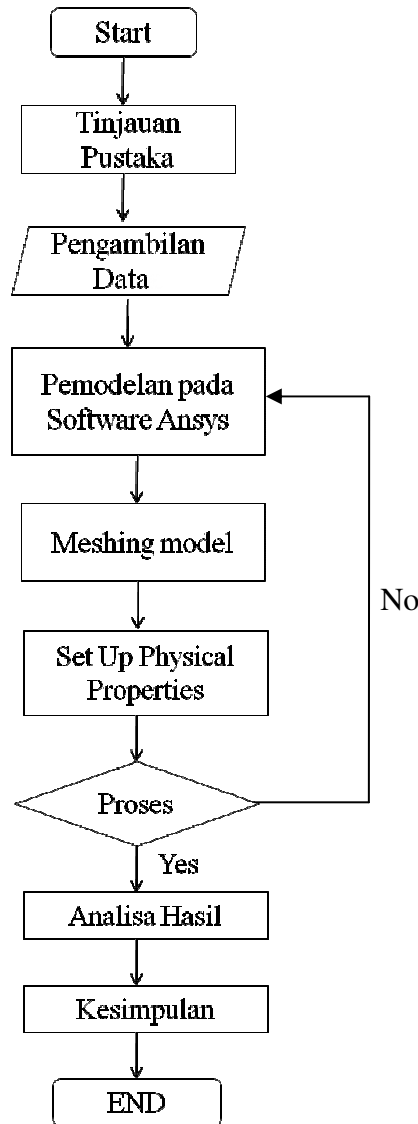 Start
Tinjauan
Pustaka
Pengambilan
Data
Pemodelan pada
Software Ansys
Meshing model
No
Set Up Physical
Properties
Proses
Yes
Analisa Hasil
Kesimpulan
END